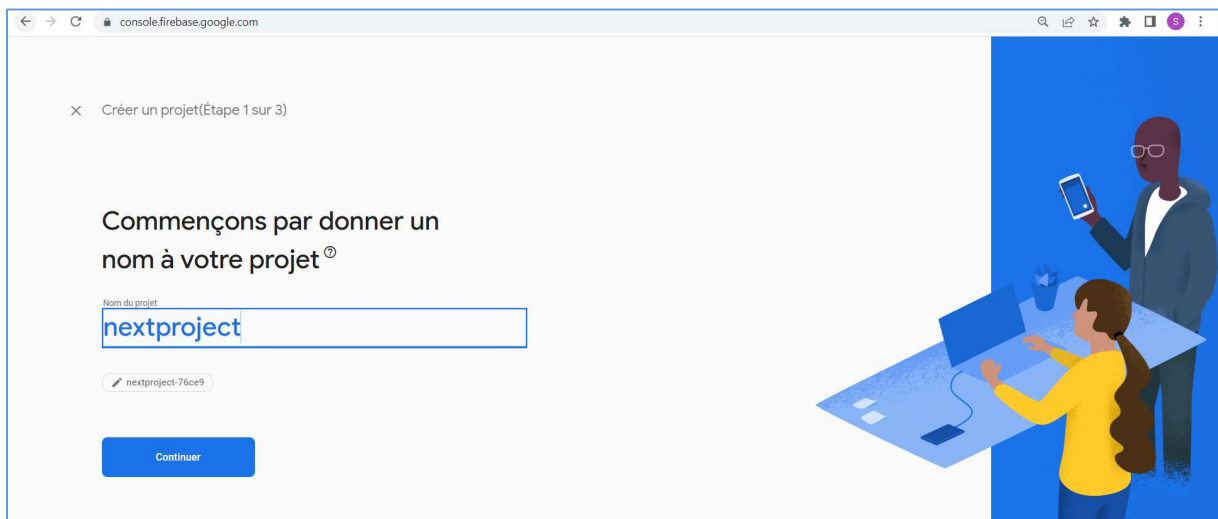 console.firebase.google.com
S
Créer un projet(Étape 1 sur 3)
Commençons par donner un
nom à votre projet ?
Nom du projet
nextproject
nextproject-76ce9
Continuer